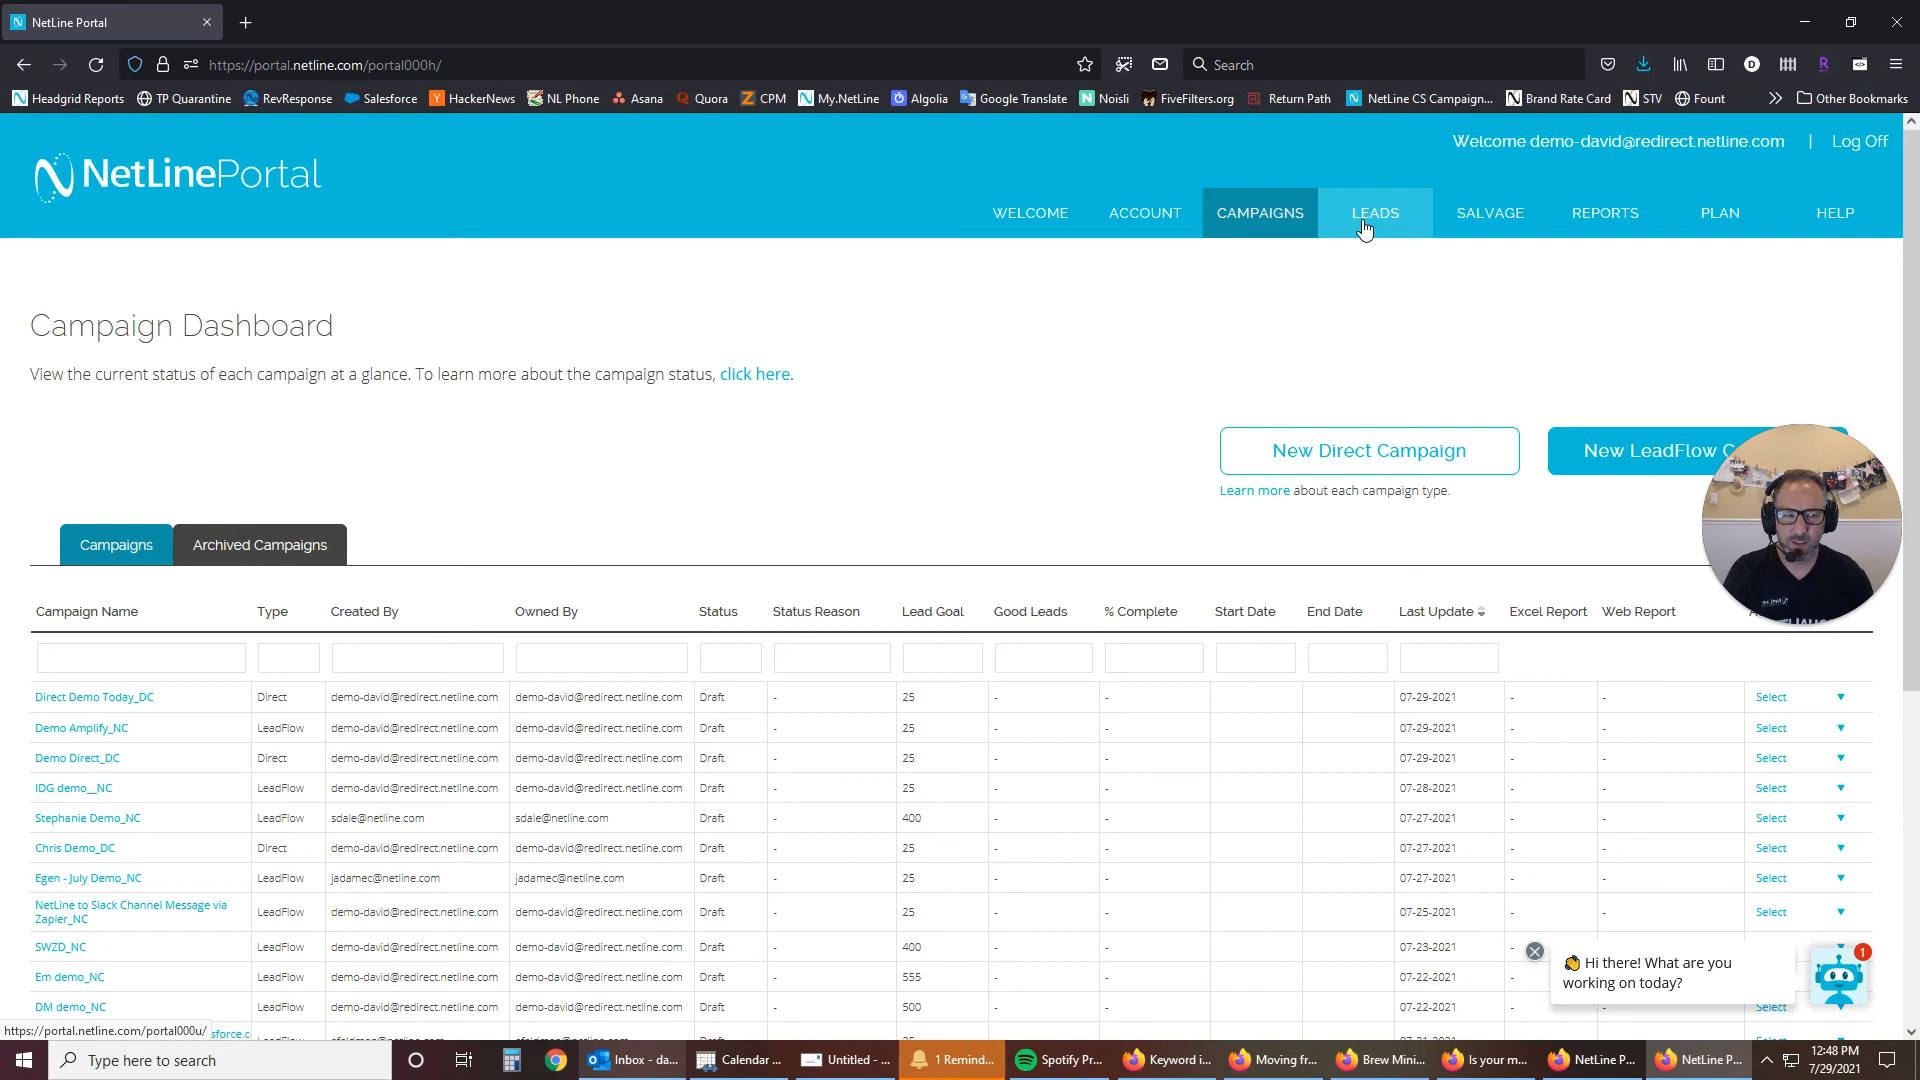 NetLine Portal
https://portal.netline.com/portal000h/
Search
Headgrid Reports TP Quarantine RevResponse Salesforce HackerNews NL Phone Asana Quora CPM My.NetLine Algolia Google Translate Noisli FiveFilters.org Return Path NetLine CS Campaign... Brand Rate Card STV Fount Other Bookmarks
Welcome demo-david@redirect.netline.com | Log Off
NetLinePortal
WELCOME ACCOUNT CAMPAIGNS LEADS SALVAGE REPORTS PLAN HELP
Campaign Dashboard
View the current status of each campaign at a glance. To learn more about the campaign status, click here.
New Direct Campaign New LeadFlow
Learn more about each campaign type.
Campaigns Archived Campaigns
Campaign Name Type Created By Owned By Status Status Reason Lead Goal Good Leads % Complete Start Date End Date Last Update Excel Report Web Report
Direct Demo Today_DC Direct demo-david@redirect.netline.com demo-david@redirect.netline.com Draft - 25 - - 07-29-2021 - - Select
Demo Amplify_NC LeadFlow demo-david@redirect.netline.com demo-david@redirect.netline.com Draft - 25 - - 07-29-2021 - - Select
Demo Direct_DC Direct demo-david@redirect.netline.com demo-david@redirect.netline.com Draft - 25 - - 07-29-2021 - - Select
IDG demo__NC LeadFlow demo-david@redirect.netline.com demo-david@redirect.netline.com Draft - 25 - - 07-28-2021 - - Select
Stephanie Demo_NC LeadFlow sdale@netline.com sdale@netline.com Draft - 400 - - 07-27-2021 - - Select
Chris Demo_DC Direct demo-david@redirect.netline.com demo-david@redirect.netline.com Draft - 25 - - 07-27-2021 - - Select
Egen - July Demo_NC LeadFlow jadamec@netline.com jadamec@netline.com Draft - 25 - - 07-27-2021 - - Select
NetLine to Slack Channel Message via
Zapier_NC LeadFlow demo-david@redirect.netline.com demo-david@redirect.netline.com Draft - 25 - - 07-25-2021 - - Select
SWZD_NC LeadFlow demo-david@redirect.netline.com demo-david@redirect.netline.com Draft - 400 - - 07-23-2021 -
Em demo_NC LeadFlow demo-david@redirect.netline.com demo-david@redirect.netline.com Draft - 555 - - 07-22-2021 -
DM demo_NC LeadFlow demo-david@redirect.netline.com demo-david@redirect.netline.com Draft - 500 - - 07-22-2021 - - Select
Hi there! What are you
working on today?
1
https://portal.netline.com/portal000u/ sforce.c
Type here to search Inbox - da... Calendar ... Untitled - ... 1 Remind... Spotify Pr... Keyword i... Moving fr... Brew Mini... Is your m... NetLine P... NetLine P... 12:48 PM
7/29/2021